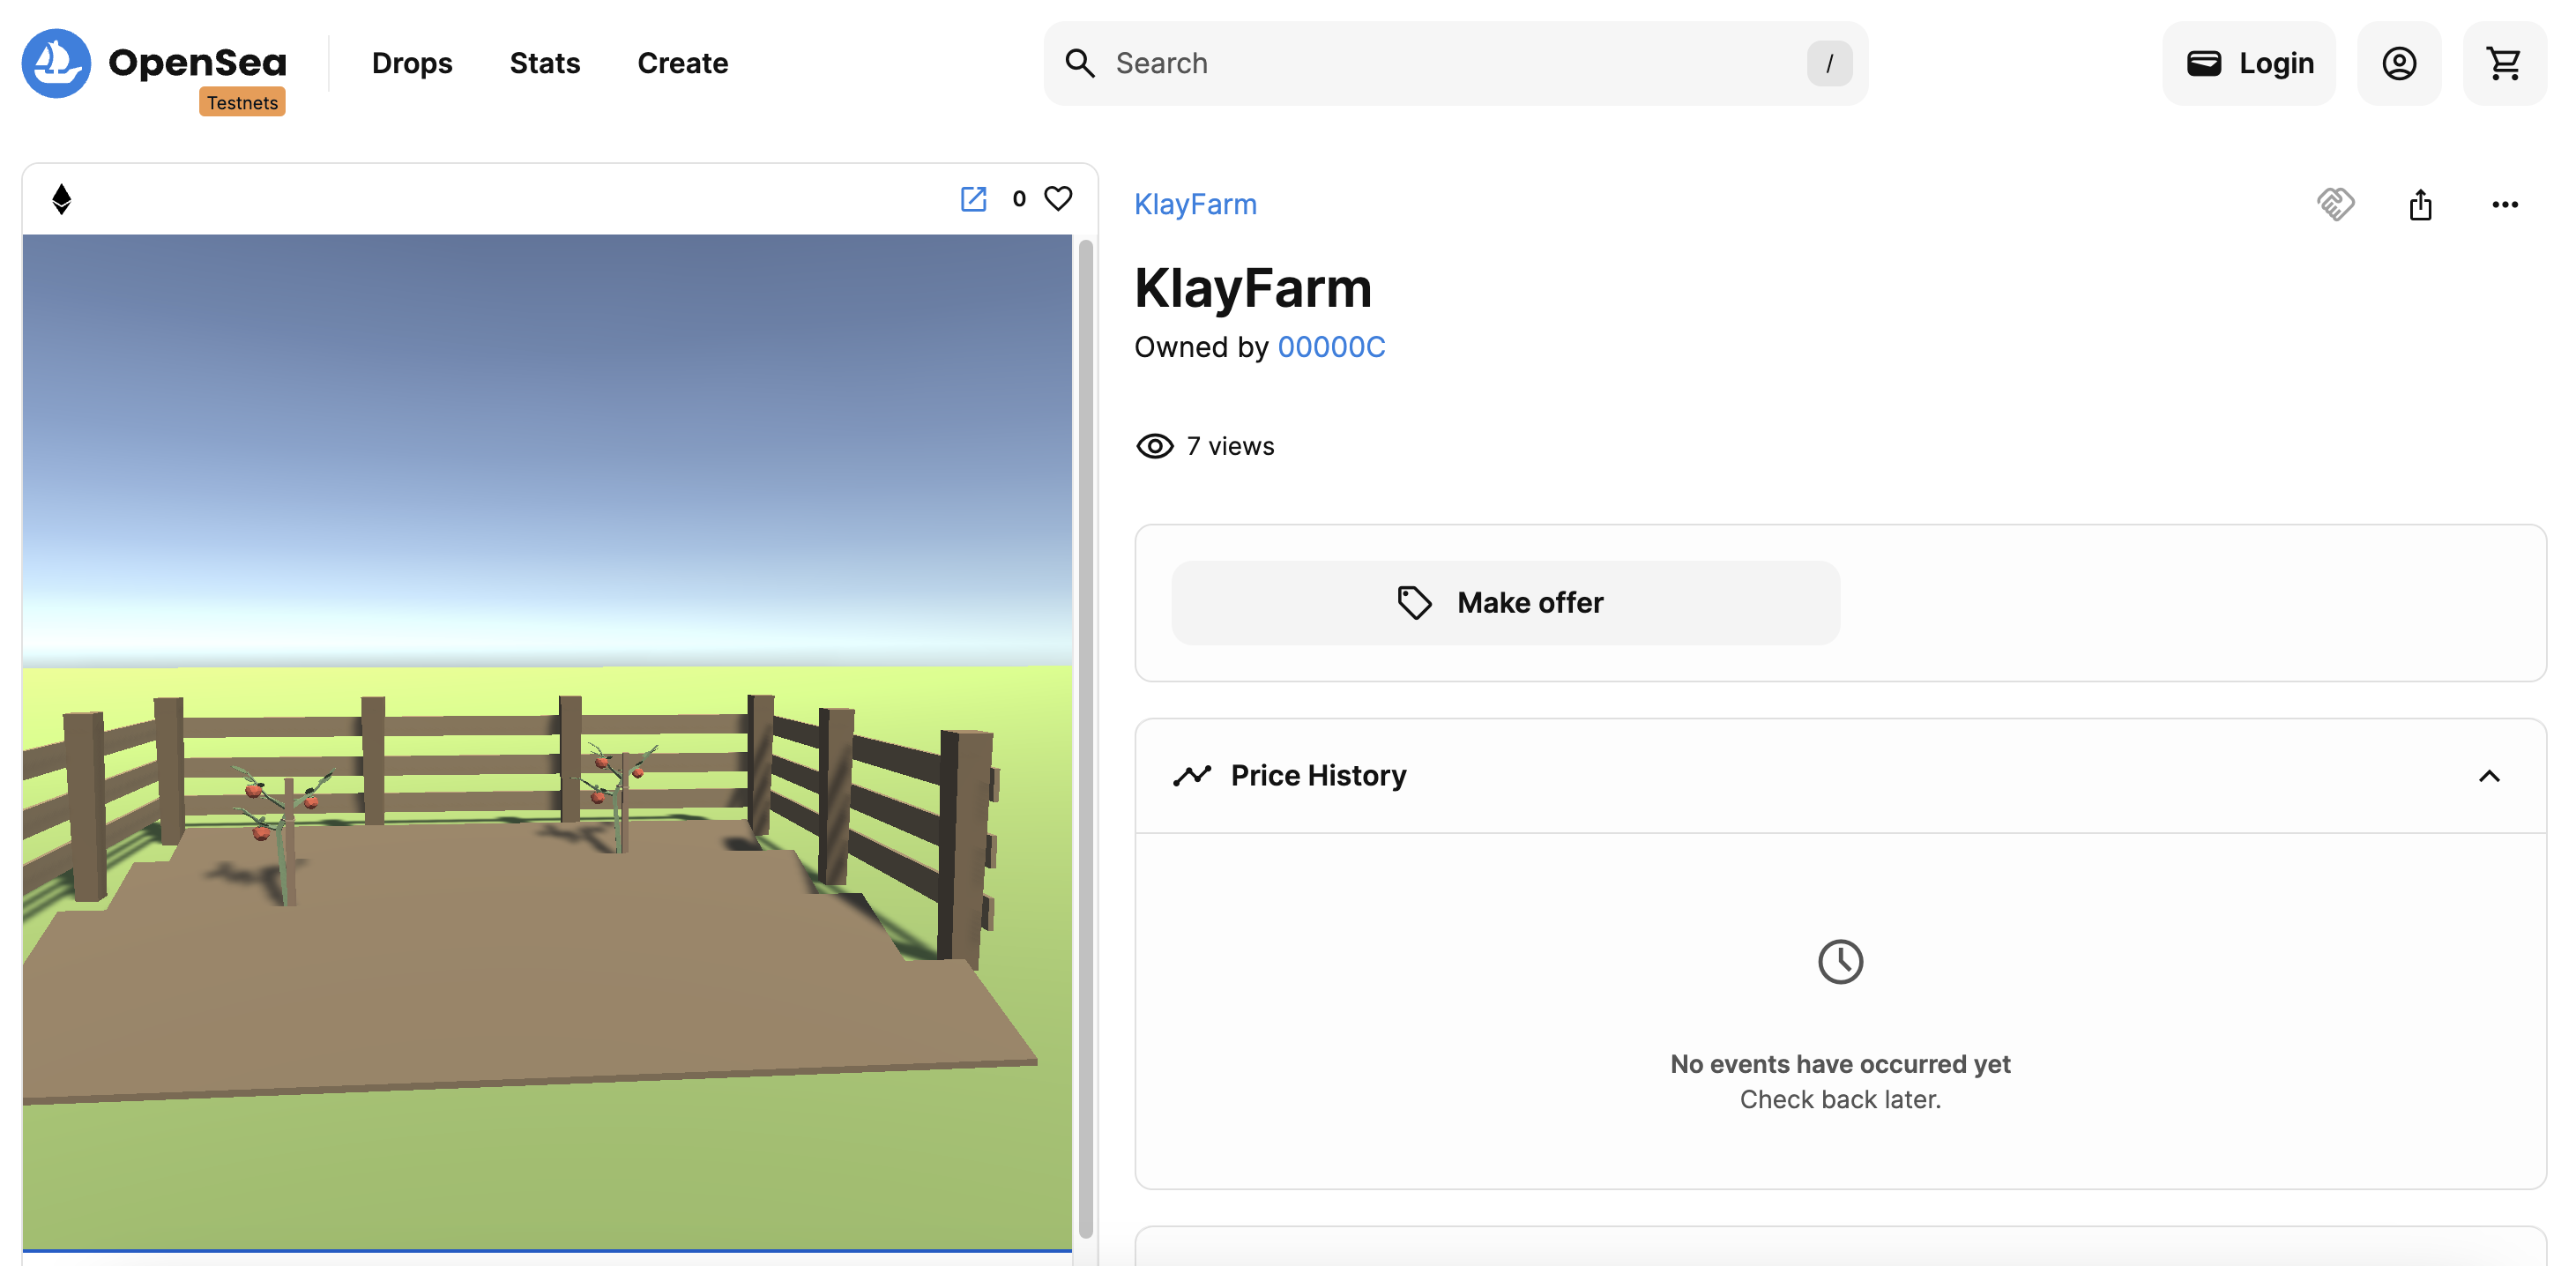 OpenSea
Testnets
Drops
Stats
Create
Search
/
Login
0
KlayFarm
KlayFarm
Owned by 00000C
7 views
Make offer
Price History
No events have occurred yet
Check back later.